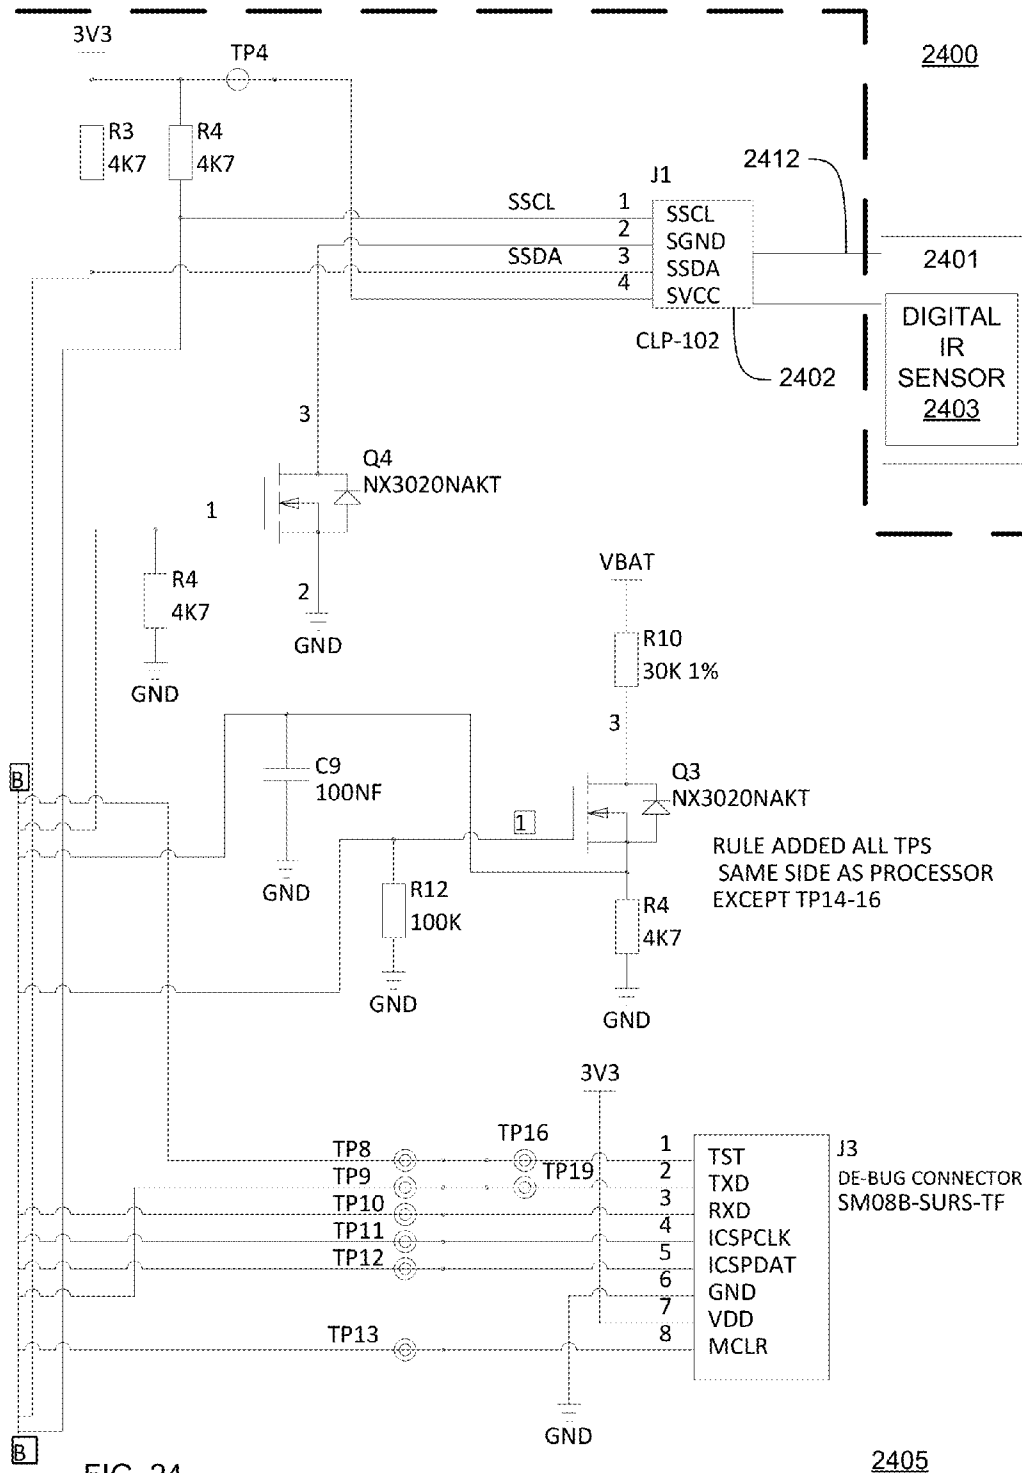 3V3
TP4
2400
R3
4K7
R4
4K7
2412
J1
SSCL
1
SSCL
2
SGND
SSDA
3
SSDA
4
SVCC
2401
CLP-102
2402
DIGITAL
IR
SENSOR
2403
3
Q4
NX3020NAKT
1
2
GND
R4
4K7
GND
VBAT
R10
30K 1%
3
B
C9
100NF
GND
Q3
NX3020NAKT
1
RULE ADDED ALL TPS
SAME SIDE AS PROCESSOR
EXCEPT TP14-16
R12
100K
GND
R4
4K7
GND
3V3
TP8
TP16
1
TST
J3
DE-BUG CONNECTOR
SM08B-SURS-TF
TP9
TP19
2
TXD
TP10
3
RXD
TP11
4
ICSPCLK
TP12
5
ICSPDAT
6
GND
7
VDD
TP13
8
MCLR
GND
B
FIG. 24
2405